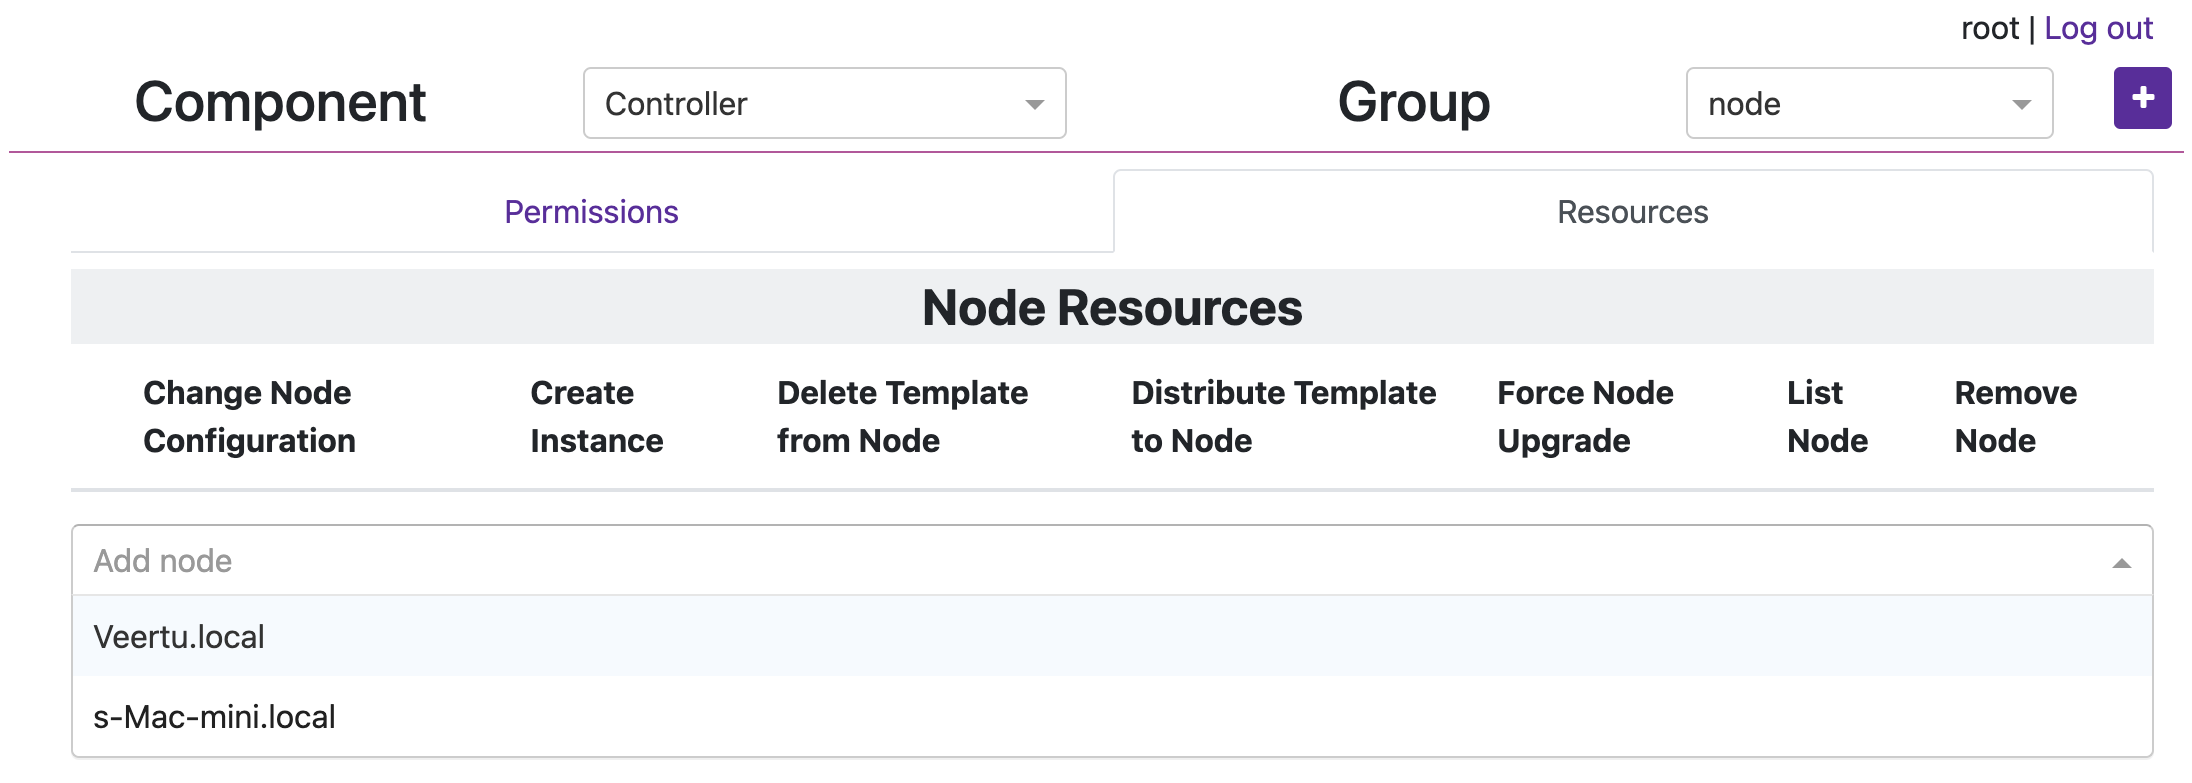 root | Log out
Component Controller Group node +
Permissions Resources
Node Resources
Change Node Configuration
Create Instance
Delete Template from Node
Distribute Template to Node
Force Node Upgrade
List Node
Remove Node
Add node
Veertu.local
s-Mac-mini.local